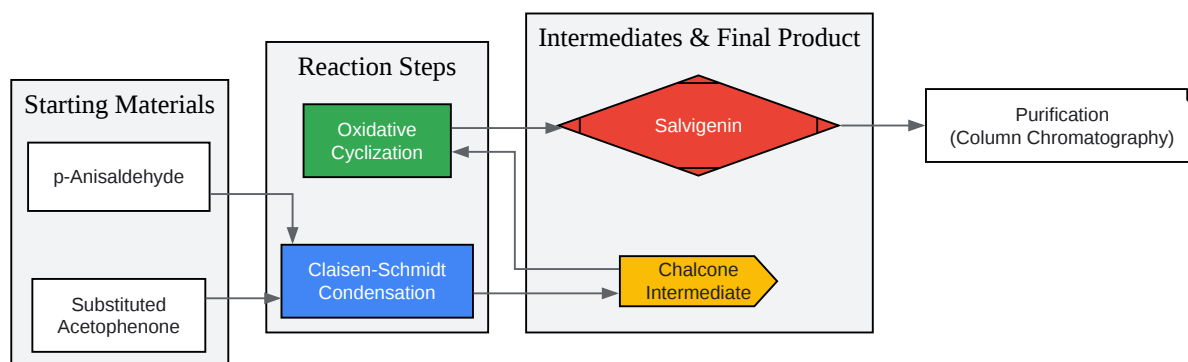 Starting Materials
p-Anisaldehyde
Substituted
Acetophenone
Reaction Steps
Oxidative
Cyclization
Claisen-Schmidt
Condensation
Intermediates & Final Product
Salvigenin
Chalcone
Intermediate
Purification
(Column Chromatography)